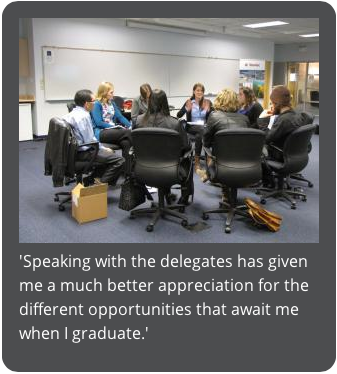 'Speaking with the delegates has given
me a much better appreciation for the
different opportunities that await me
when I graduate.'